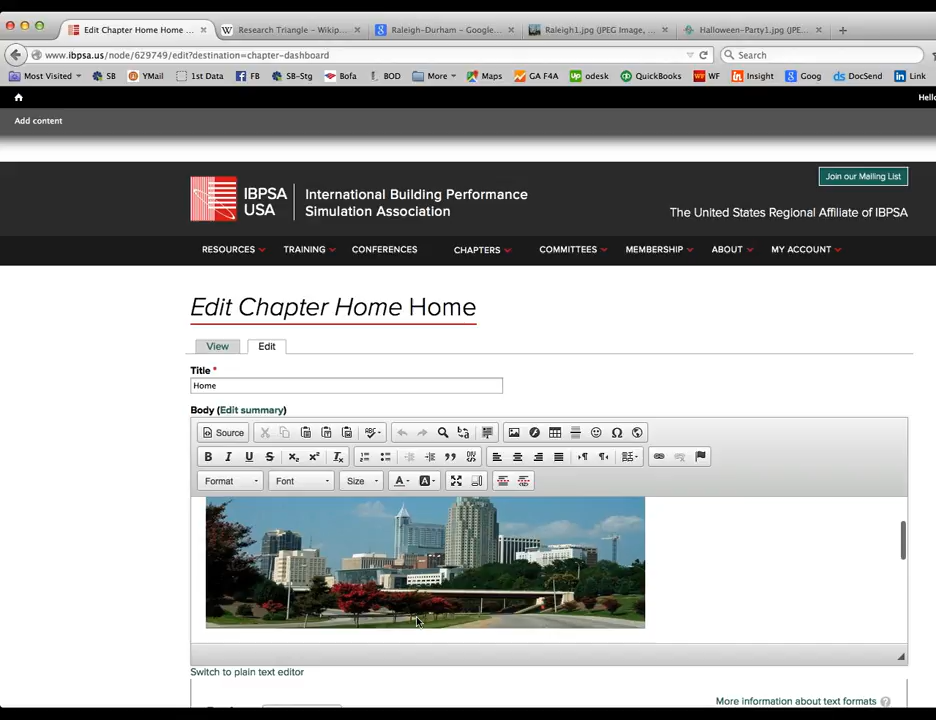 Edit Chapter Home Home ...
Research Triangle - Wikip...
Raleigh-Durham - Google...
Raleigh1.jpg (JPEG Image, ...
Halloween-Party1.jpg (JPE...
www.ibpsa.us/node/629749/edit?destination=chapter-dashboard
Search
Most Visited SB YMail 1st Data FB SB-Stg Bofa BOD More Maps GA F4A odesk QuickBooks WF Insight Goog DocSend Link
Hello
Add content
Join our Mailing List
IBPSA USA
International Building Performance
Simulation Association
The United States Regional Affiliate of IBPSA
RESOURCES TRAINING CONFERENCES CHAPTERS COMMITTEES MEMBERSHIP ABOUT MY ACCOUNT
Edit Chapter Home Home
View Edit
Title *
Home
Body (Edit summary)
Source
B I U S x₂ x² Tx
Format Font Size A A
Switch to plain text editor
More information about text formats ?